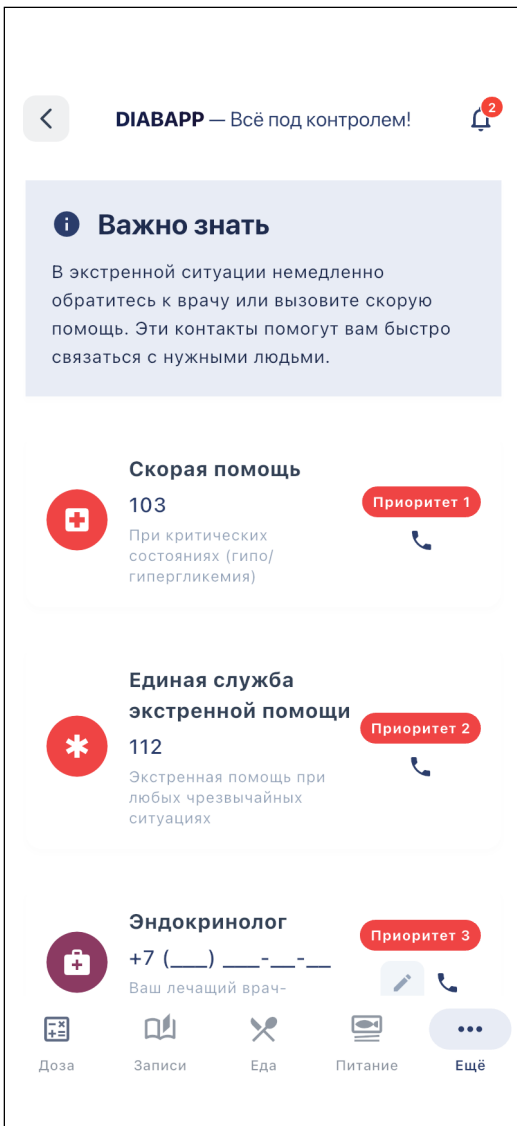 DIABAPP — Всё под контролем!
2
Важно знать
В экстренной ситуации немедленно
обратитесь к врачу или вызовите скорую
помощь. Эти контакты помогут вам быстро
связаться с нужными людьми.
Скорая помощь
103
Приоритет 1
При критических
состояниях (гипо/
гипергликемия)
Единая служба
экстренной помощи
112
Приоритет 2
Экстренная помощь при
любых чрезвычайных
ситуациях
Эндокринолог
+7 (___) ___-__-__
Приоритет 3
Ваш лечащий врач-
Доза
Записи
Еда
Питание
Ещё